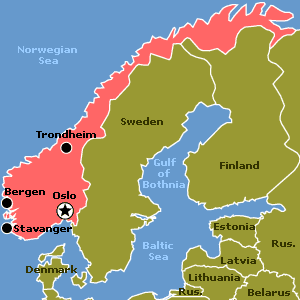 Norwegian
Sea
Trondheim
Sweden
Gulf
of
Bothnia
Finland
Bergen
Oslo
Stavanger
Estonia
Rus.
Baltic
Sea
Latvia
Denmark
Lithuania
Rus.
Belarus